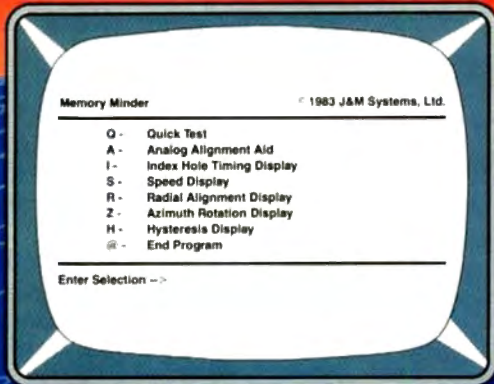 Memory Minder © 1983 J&M Systems, Ltd.
Q - Quick Test
A - Analog Alignment Aid
I - Index Hole Timing Display
S - Speed Display
R - Radial Alignment Display
Z - Azimuth Rotation Display
H - Hysteresis Display
@ - End Program
Enter Selection -->